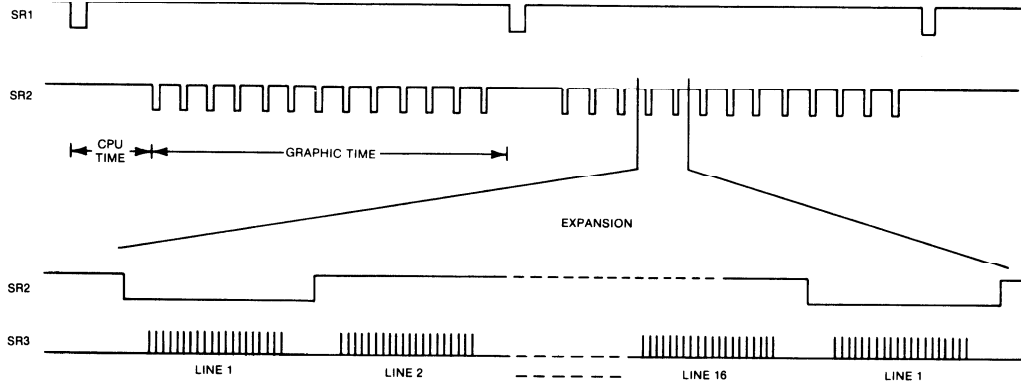 SR1
SR2
CPU
TIME
GRAPHIC TIME
EXPANSION
SR2
SR3
LINE 1
LINE 2
LINE 16
LINE 1